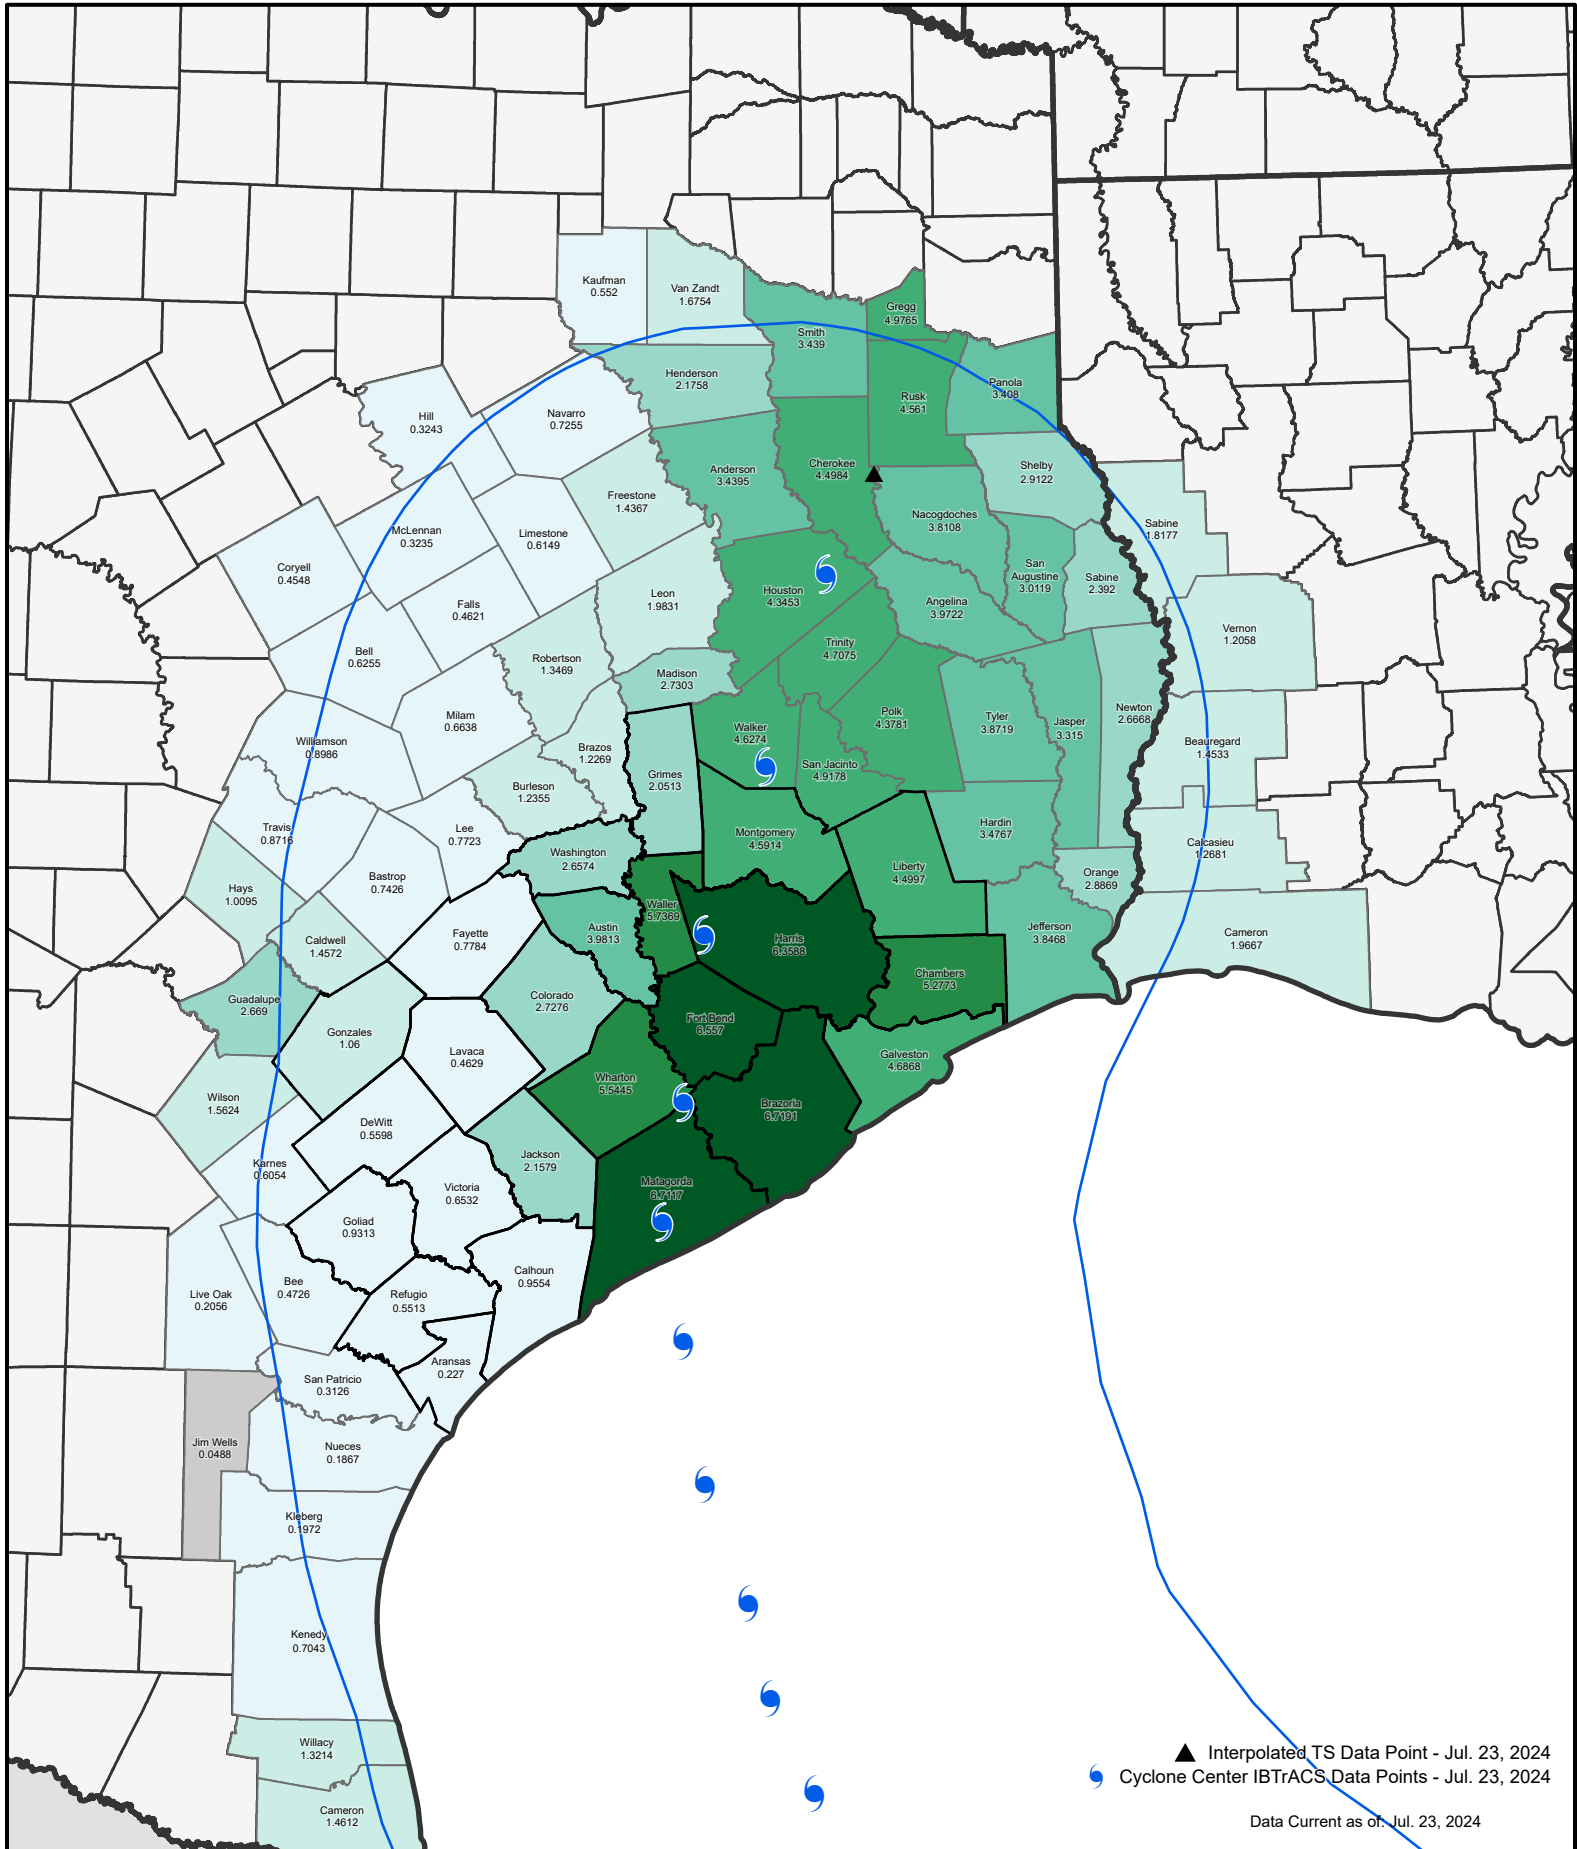 Kaufman
0.552
Van Zandt
1.6754
Gregg
4.9765
Smith
3.439
Henderson
2.1758
Panola
3.408
Rusk
4.561
Hill
0.3243
Navarro
0.7255
Cherokee
4.4984
Anderson
3.4395
Shelby
2.9122
Freestone
1.4367
Nacogdoches
3.8108
Sabine
1.8177
McLennan
0.3235
Limestone
0.6149
Coryell
0.4548
San
Augustine
3.0119
Sabine
2.392
Houston
4.3453
Leon
1.9831
Falls
0.4621
Angelina
3.9722
Vernon
1.2058
Trinity
4.7075
Bell
0.6255
Robertson
1.3469
Madison
2.7303
Milam
0.6638
Polk
4.3781
Tyler
3.8719
Jasper
3.315
Newton
2.6668
Walker
4.6274
Williamson
0.8986
Beauregard
1.4533
Brazos
1.2269
San Jacinto
4.9178
Grimes
2.0513
Burleson
1.2355
Travis
0.8716
Lee
0.7723
Montgomery
4.5914
Hardin
3.4767
Calcasieu
1.2681
Washington
2.6574
Liberty
4.4997
Orange
2.8869
Bastrop
0.7426
Hays
1.0095
Waller
5.7369
Austin
3.9813
Jefferson
3.8468
Cameron
1.9667
Fayette
0.7784
Caldwell
1.4572
Harris
6.3588
Chambers
5.2773
Guadalupe
2.669
Colorado
2.7276
Fort Bend
6.557
Gonzales
1.06
Lavaca
0.4629
Galveston
4.6868
Wharton
5.5445
Wilson
1.5624
Brazoria
6.7191
DeWitt
0.5598
Karnes
0.6054
Jackson
2.1579
Victoria
0.6532
Matagorda
6.7117
Goliad
0.9313
Calhoun
0.9554
Bee
0.4726
Live Oak
0.2056
Refugio
0.5513
Aransas
0.227
San Patricio
0.3126
Jim Wells
0.0488
Nueces
0.1867
Kleberg
0.1972
Kenedy
0.7043
Willacy
1.3214
Cameron
1.4612
Interpolated TS Data Point - Jul. 23, 2024
Cyclone Center IBTrACS Data Points - Jul. 23, 2024
Data Current as of: Jul. 23, 2024